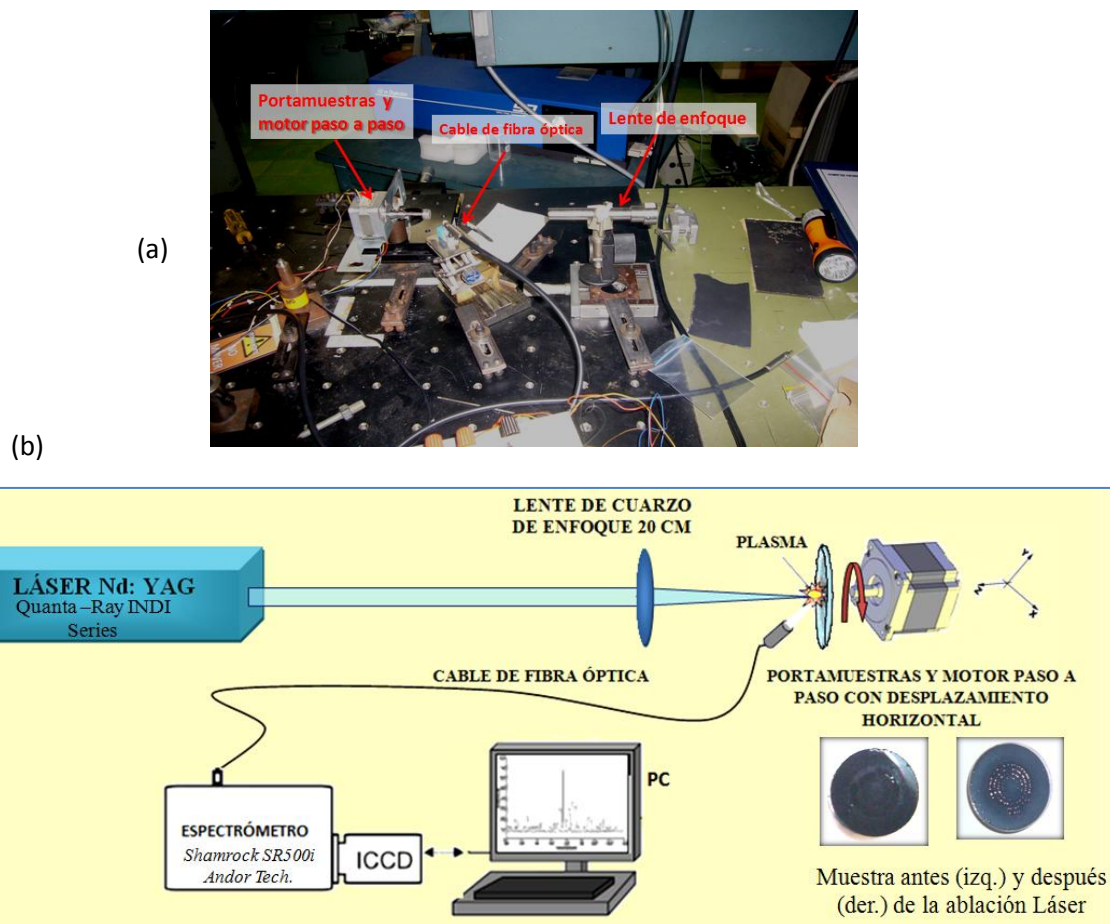 Portamuestras y
motor paso a paso
Cable de fibra óptica
Lente de enfoque
(a)
(b)
LENTE DE CUARZO
DE ENFOQUE 20 CM
PLASMA
LÁSER Nd: YAG
Quanta –Ray INDI
Series
CABLE DE FIBRA ÓPTICA
PORTAMUESTRAS Y MOTOR PASO A
PASO CON DESPLAZAMIENTO
HORIZONTAL
PC
ESPECTRÓMETRO
Shamrock SR500i
Andor Tech.
ICCD
Muestra antes (izq.) y después
(der.) de la ablación Láser